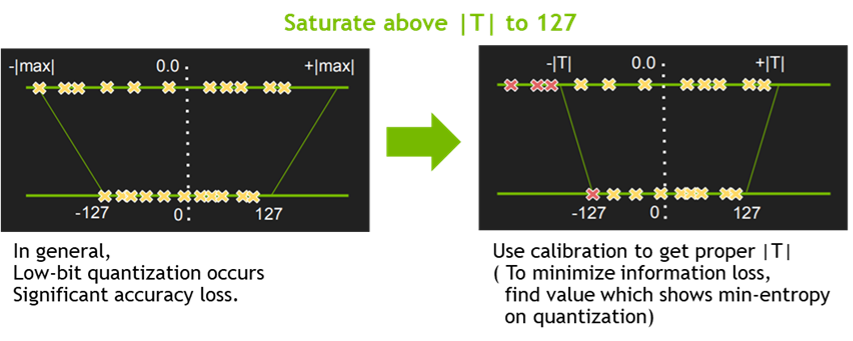 Saturate above |T| to 127
-|max| 0.0 +|max|
-127 0 127
In general,
Low-bit quantization occurs
Significant accuracy loss.
-|T| 0.0 +|T|
-127 0 127
Use calibration to get proper |T|
( To minimize information loss,
find value which shows min-entropy
on quantization)